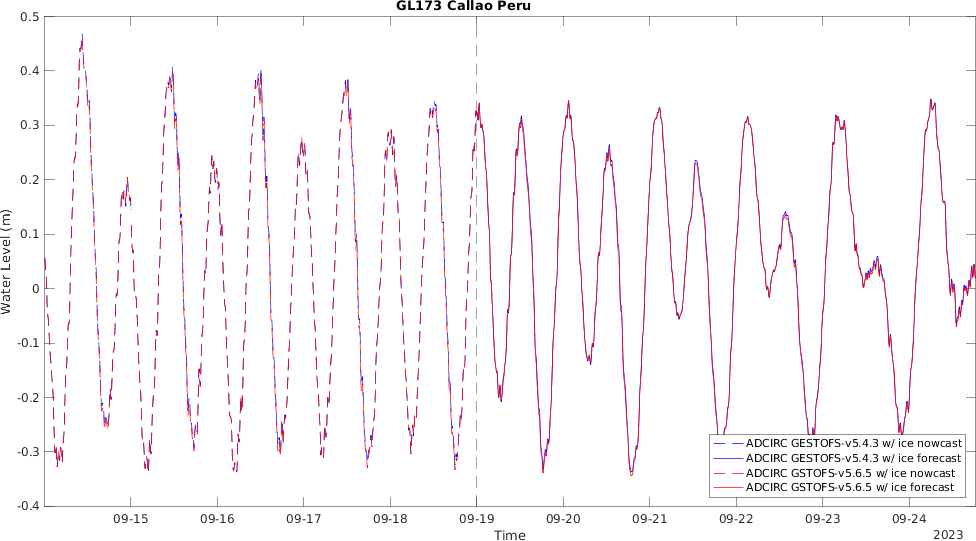 GL173 Callao Peru
0.5
0.4
0.3
0.2
0.1
0
-0.1
-0.2
-0.3
-0.4
Water Level (m)
09-15 09-16 09-17 09-18 09-19 09-20 09-21 09-22 09-23 09-24
Time
2023
ADCIRC GESTOFS-v5.4.3 w/ ice nowcast
ADCIRC GESTOFS-v5.4.3 w/ ice forecast
ADCIRC GSTOFS-v5.6.5 w/ ice nowcast
ADCIRC GSTOFS-v5.6.5 w/ ice forecast